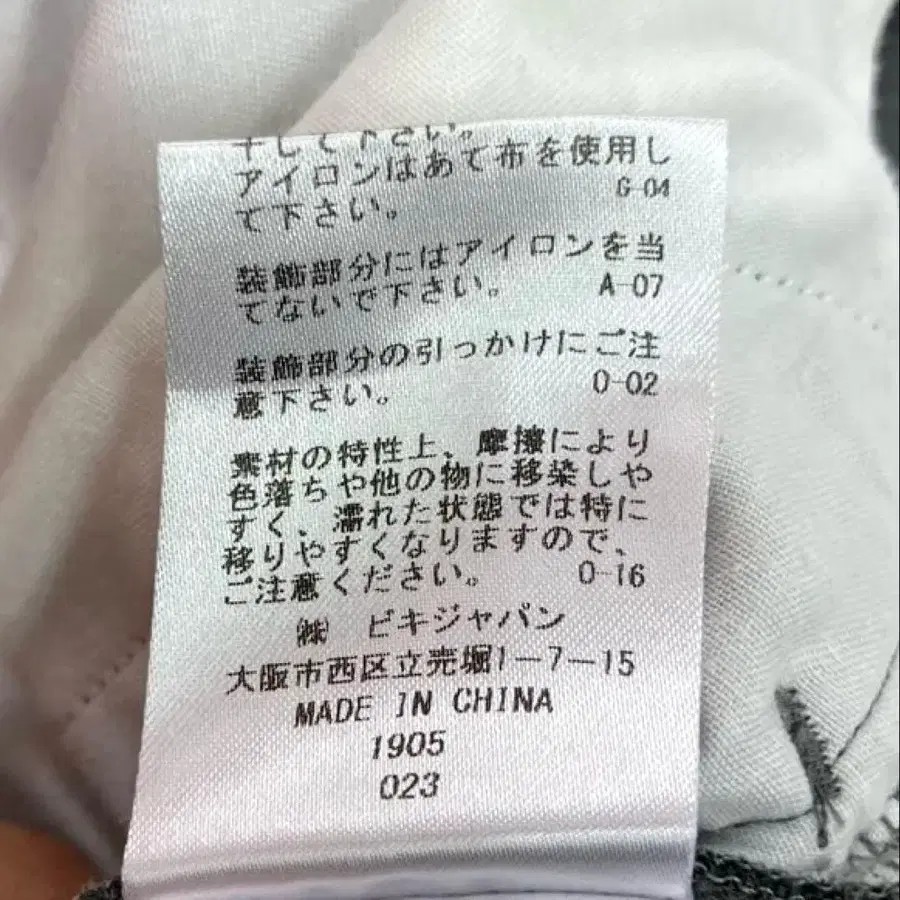 干して下さい。
アイロンはあて布を使用し
て下さい。 G-04
装飾部分にはアイロンを当
てないで下さい。 A-07
装飾部分の引っかけにご注
意下さい。 O-02
素材の特性上、摩擦により
色落ちや他の物に移染しや
すく、濡れた状態では特に
移りやすくなりますので、
ご注意ください。 O-16
㈱ ビキジャパン
大阪市西区立売堀1-7-15
MADE IN CHINA
1905
023